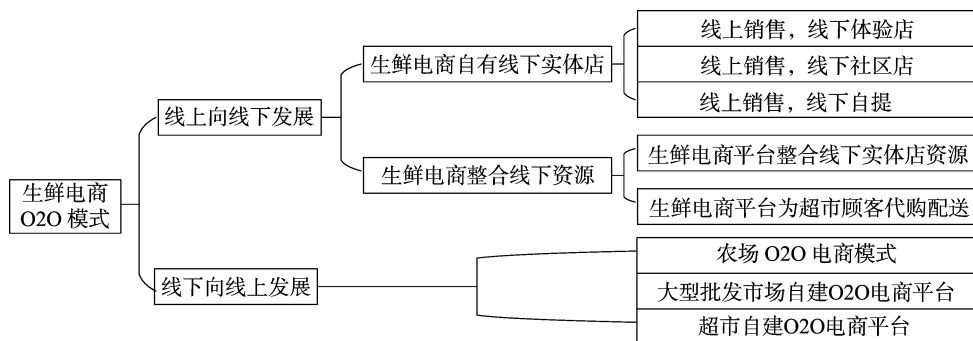 生鲜电商
O2O 模式
线上向线下发展
生鲜电商自有线下实体店
线上销售，线下体验店
线上销售，线下社区店
线上销售，线下自提
生鲜电商整合线下资源
生鲜电商平台整合线下实体店资源
生鲜电商平台为超市顾客代购配送
线下向线上发展
农场 O2O 电商模式
大型批发市场自建O2O电商平台
超市自建O2O电商平台